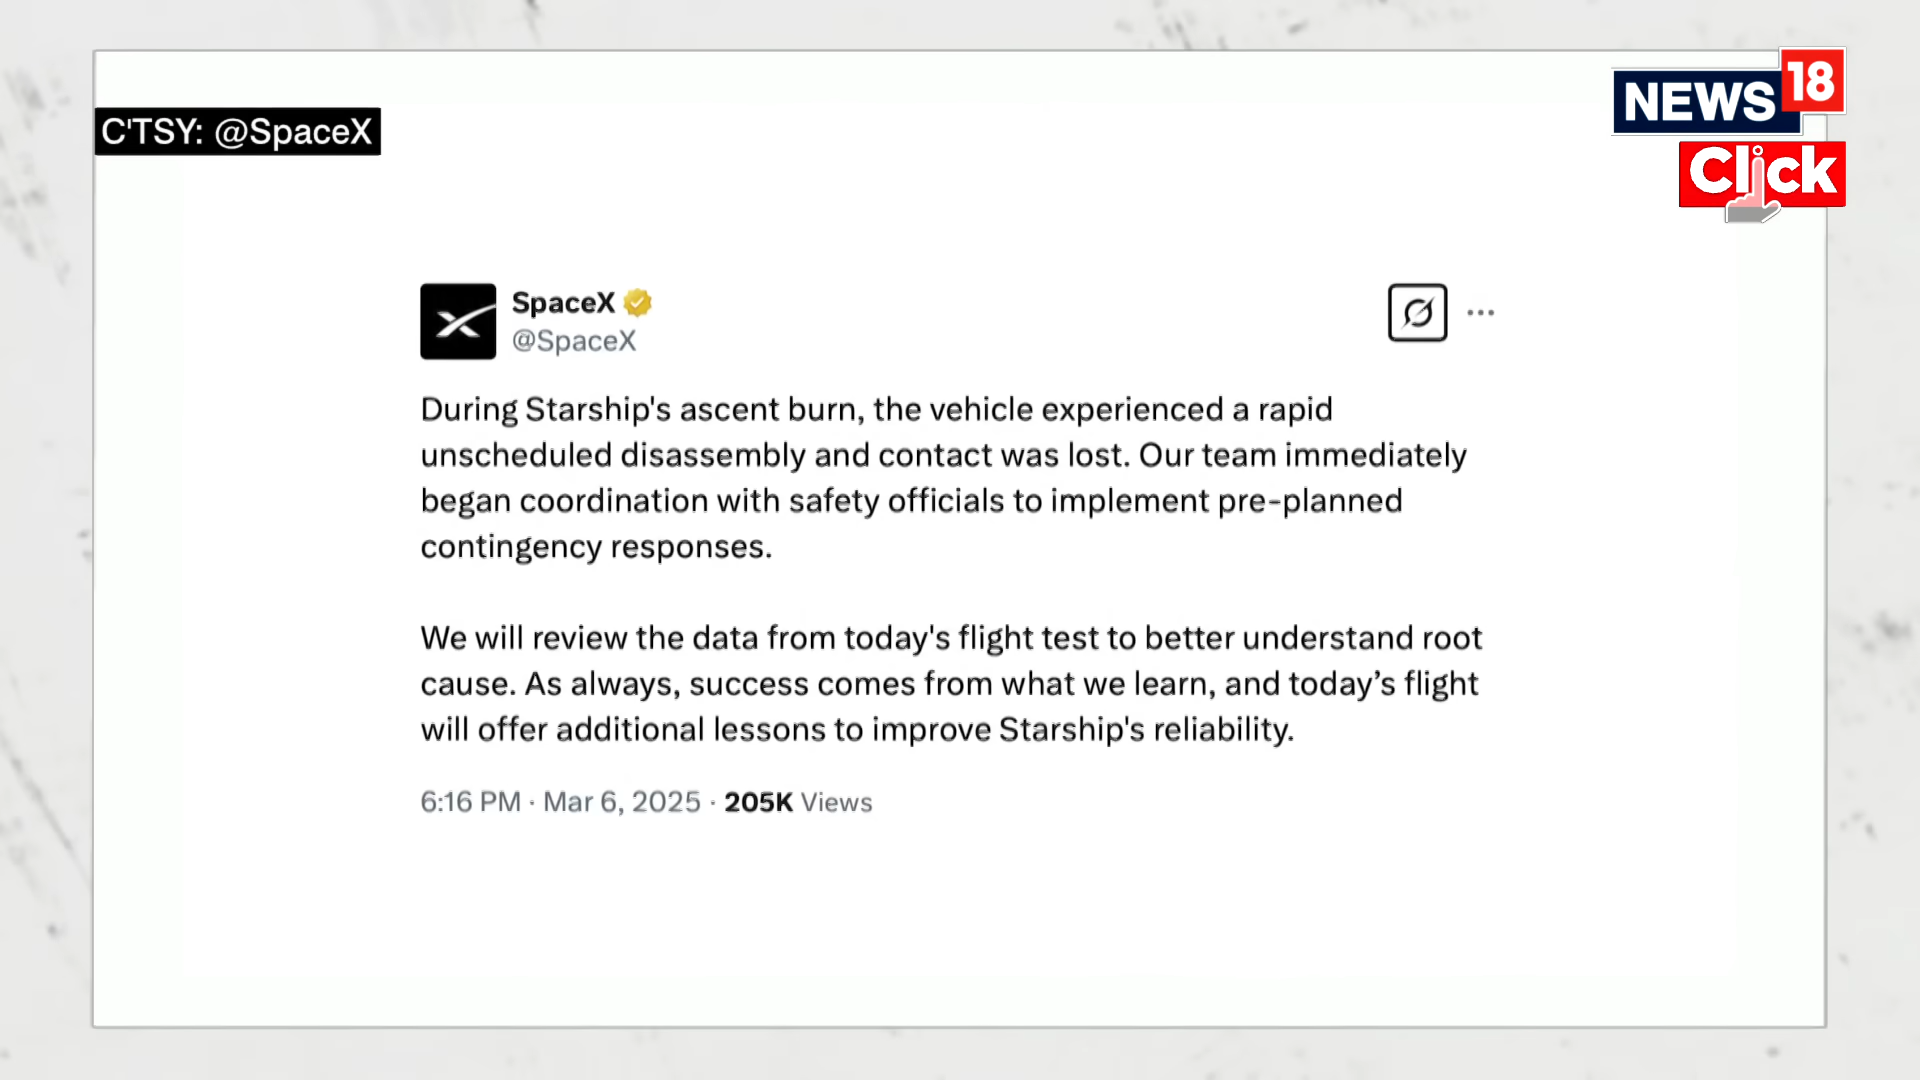 C'TSY: @SpaceX
NEWS 18
Click
SpaceX
@SpaceX
During Starship's ascent burn, the vehicle experienced a rapid
unscheduled disassembly and contact was lost. Our team immediately
began coordination with safety officials to implement pre-planned
contingency responses.
We will review the data from today's flight test to better understand root
cause. As always, success comes from what we learn, and today’s flight
will offer additional lessons to improve Starship's reliability.
6:16 PM · Mar 6, 2025 · 205K Views